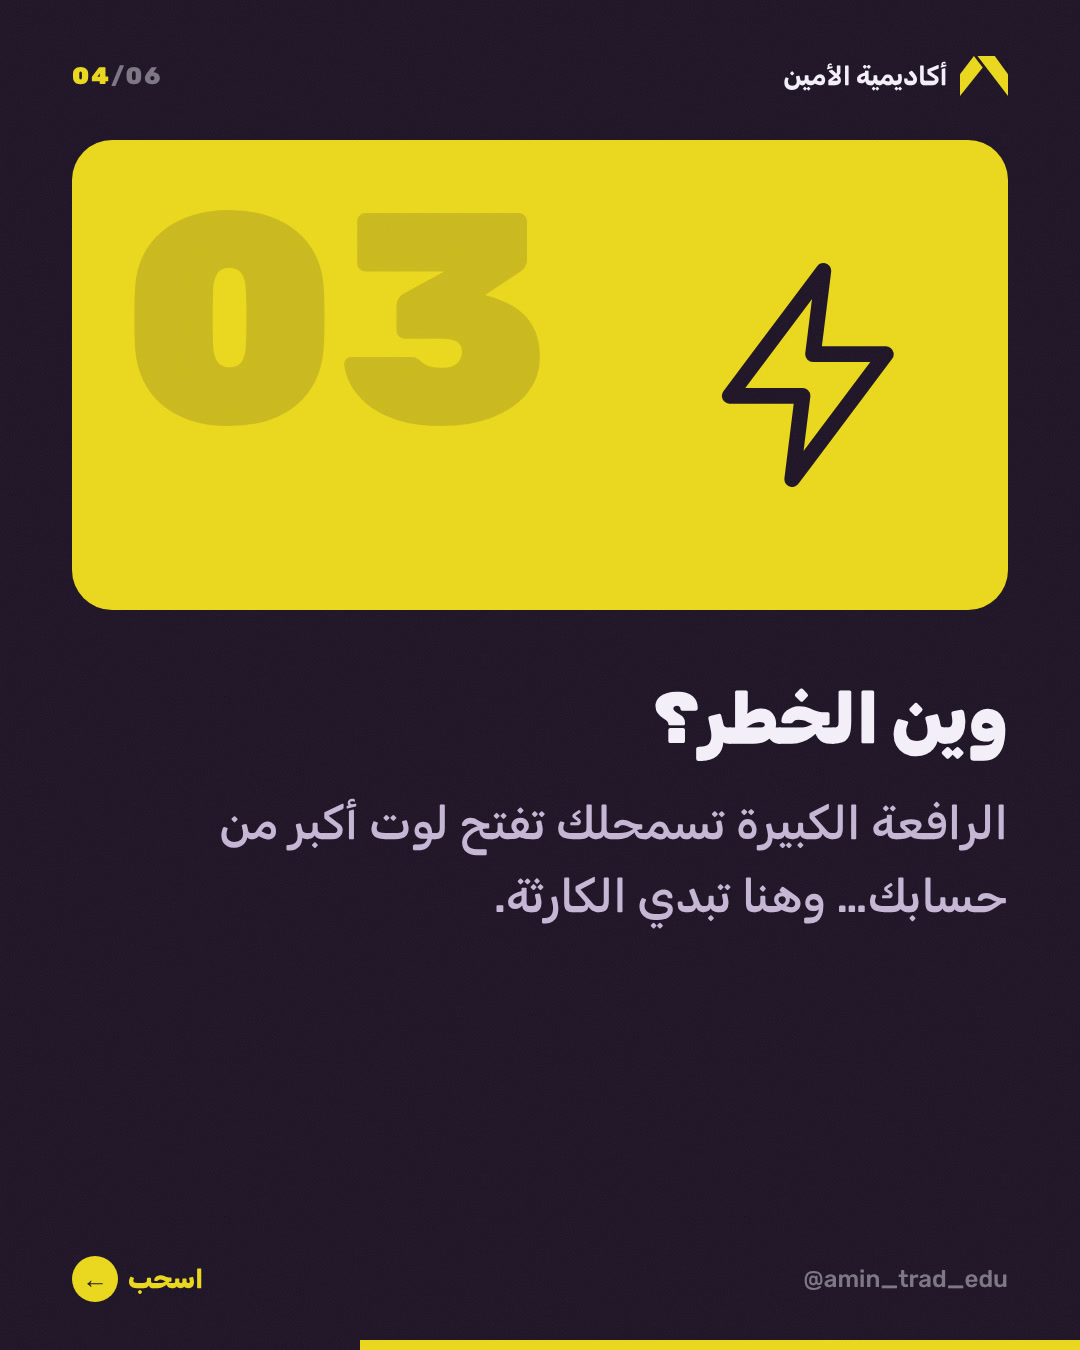 أكاديمية الأمين
04/06
03
وين الخطر؟
الرافعة الكبيرة تسمحلك تفتح لوت أكبر من
حسابك... وهنا تبدي الكارثة.
@amin_trad_edu
اسحب ←